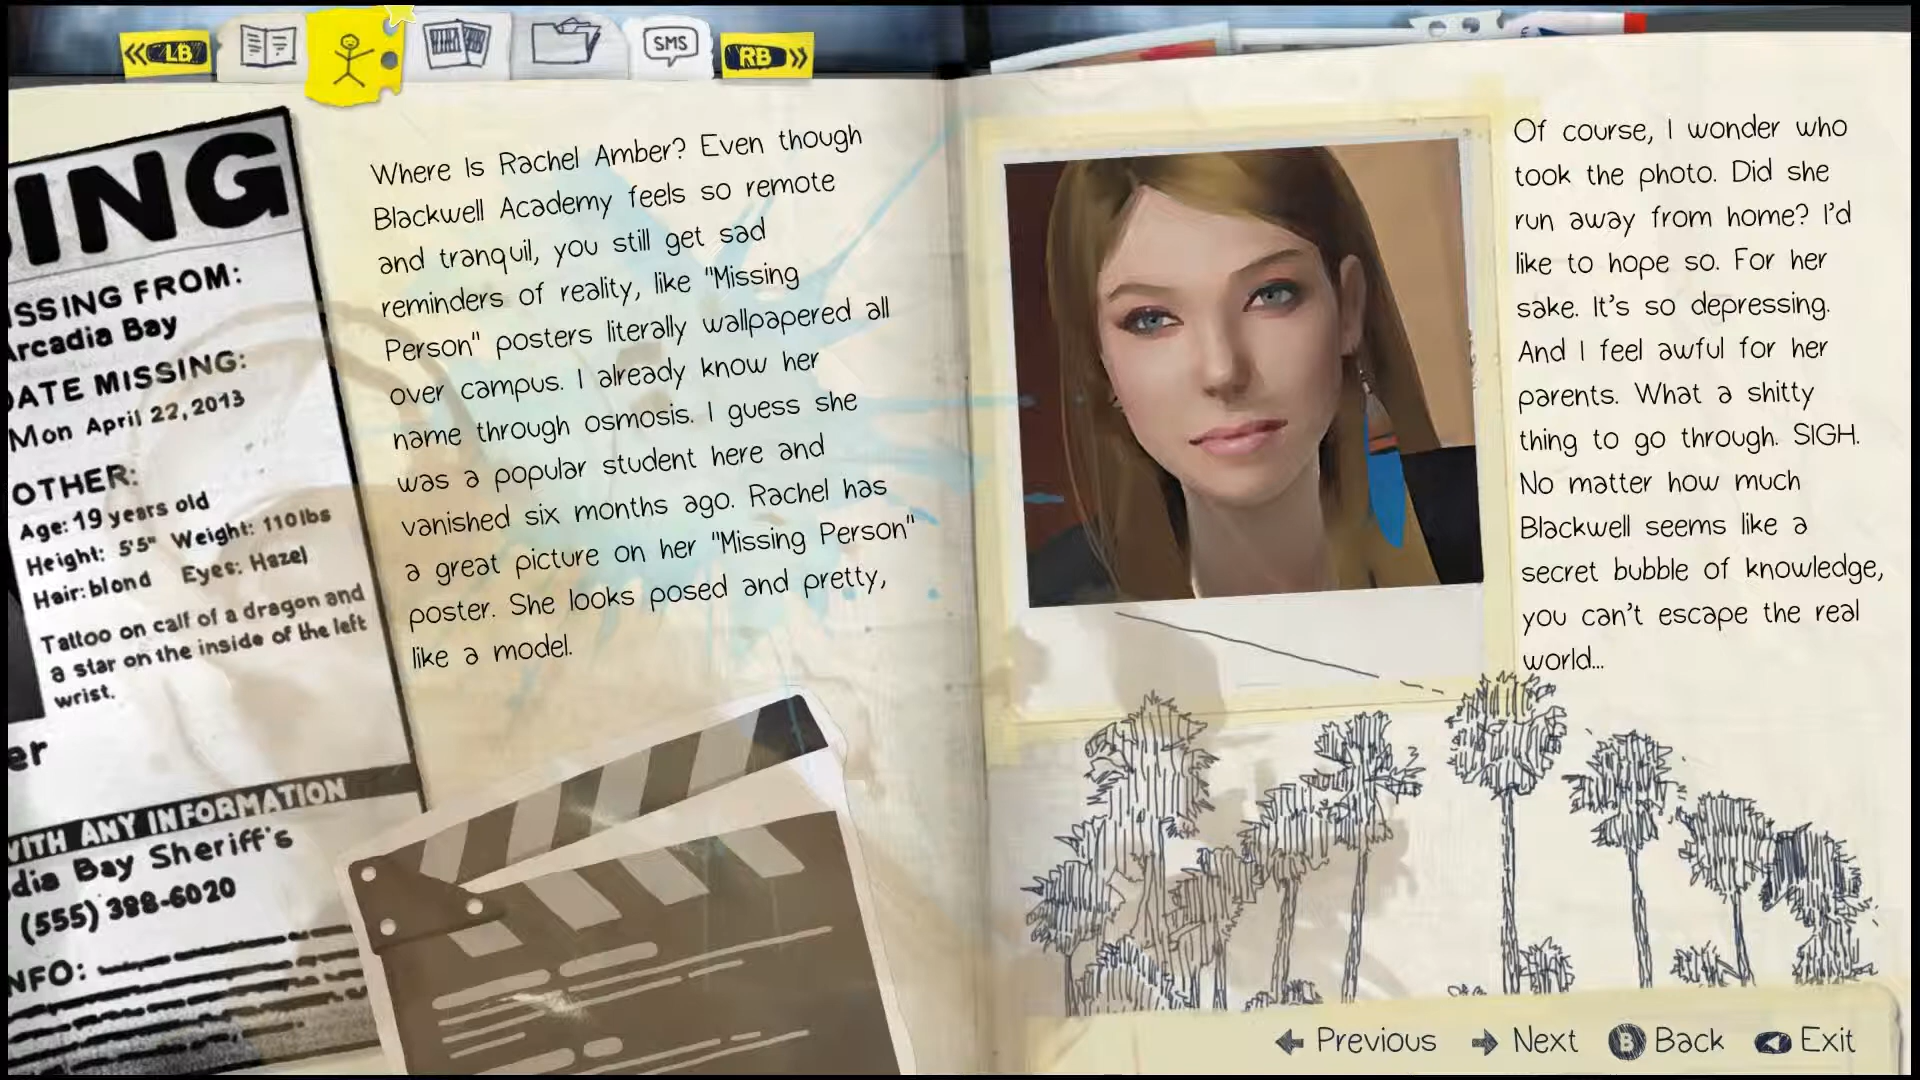 LB
SMS
RB
ING
SSING FROM:
Arcadia Bay
DATE MISSING:
Mon April 22, 2013
OTHER:
Age: 19 years old
Height: 5'5" Weight: 110 lbs
Hair: blond Eyes: Hazel
Tattoo on calf of a dragon and
a star on the inside of the left
wrist.
er
WITH ANY INFORMATION
dia Bay Sheriff's
(555) 388-6020
NFO:
Where Is Rachel Amber? Even though
Blackwell Academy feels so remote
and tranquil, you still get sad
reminders of reality, like "Missing
Person" posters literally wallpapered all
over campus. I already know her
name through osmosis. I guess she
was a popular student here and
vanished six months ago. Rachel has
a great picture on her "Missing Person"
poster. She looks posed and pretty,
like a model.
Of course, I wonder who
took the photo. Did she
run away from home? I'd
like to hope so. For her
sake. It's so depressing.
And I feel awful for her
parents. What a shitty
thing to go through. SIGH.
No matter how much
Blackwell seems like a
secret bubble of knowledge,
you can't escape the real
world...
Previous Next B Back Exit